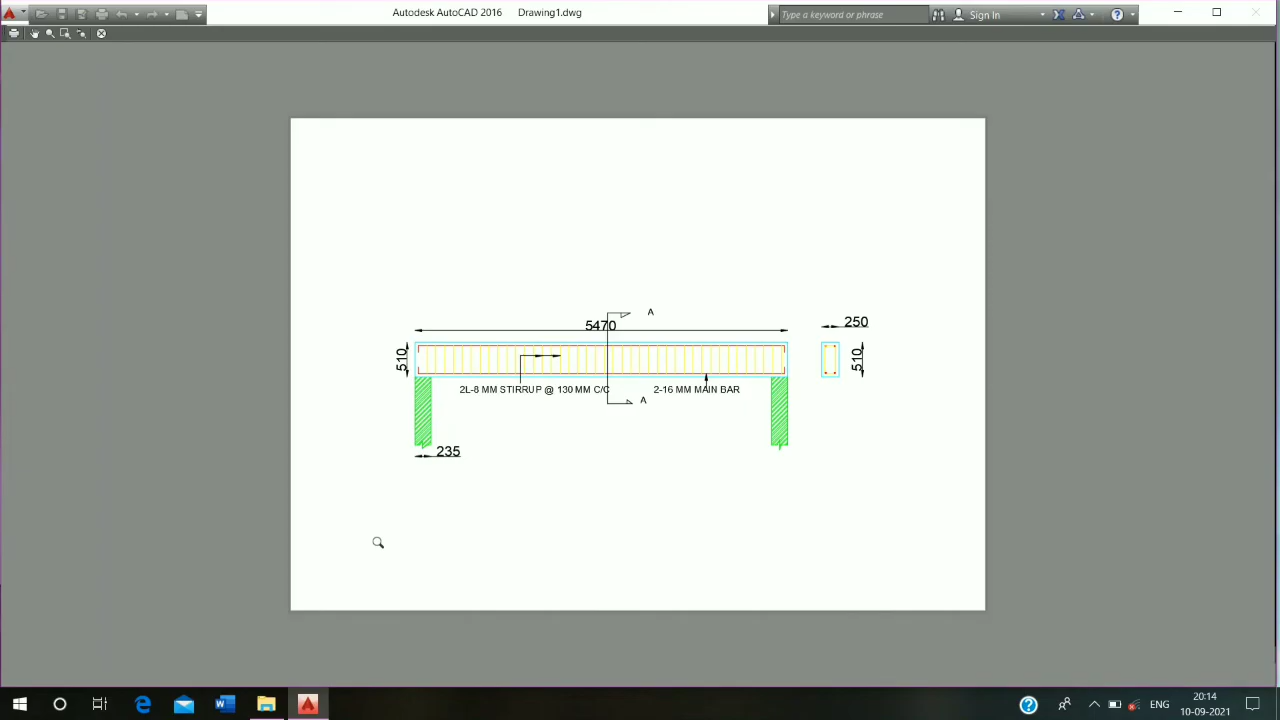 Autodesk AutoCAD 2016 Drawing1.dwg
Type a keyword or phrase
Sign In
A
5470
250
510
510
2L-8 MM STIRRUP @ 130 MM C/C
2-16 MM MAIN BAR
A
235
ENG
20:14
10-09-2021